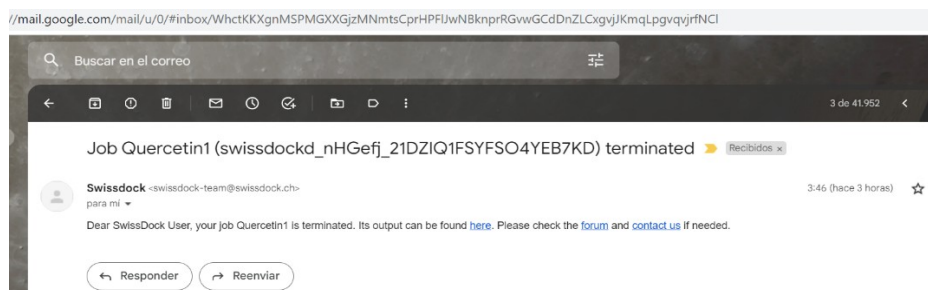 //mail.google.com/mail/u/0/#inbox/WhctKKXgnMSPMGXXGjzMNmtsCprHPFlJwNBknprRGvwGCdDnZLCxgvjJKmqLpgvqvjrfNCl
Buscar en el correo
3 de 41.952
Job Quercetin1 (swissdockd_nHGefj_21DZIQ1FSYFSO4YEB7KD) terminated Recibidos x
Swissdock <swissdock-team@swissdock.ch> 3:46 (hace 3 horas)
para mí
Dear SwissDock User, your job Quercetin1 is terminated. Its output can be found here. Please check the forum and contact us if needed.
Responder Reenviar